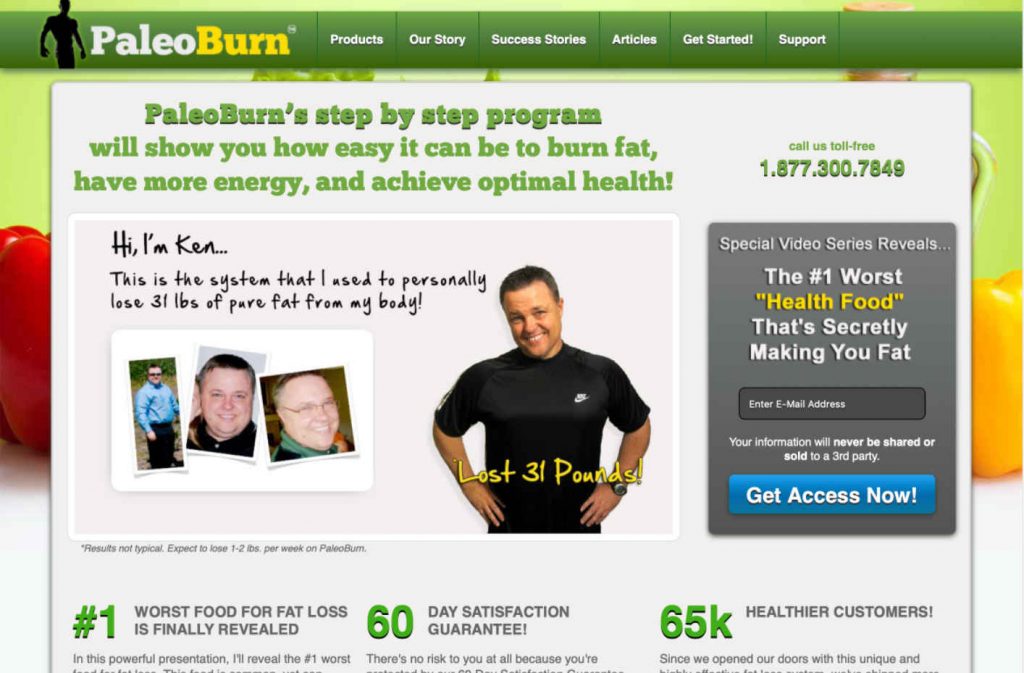 PaleoBurn™
Products
Our Story
Success Stories
Articles
Get Started!
Support
PaleoBurn's step by step program
will show you how easy it can be to burn fat,
have more energy, and achieve optimal health!
call us toll-free
1.877.300.7849
Hi, I'm Ken...
This is the system that I used to personally
lose 31 lbs of pure fat from my body!
Lost 31 Pounds!
*Results not typical. Expect to lose 1-2 lbs. per week on PaleoBurn.
Special Video Series Reveals...
The #1 Worst
"Health Food"
That's Secretly
Making You Fat
Enter E-Mail Address
Your information will never be shared or
sold to a 3rd party.
Get Access Now!
#1 WORST FOOD FOR FAT LOSS
IS FINALLY REVEALED
In this powerful presentation, I'll reveal the #1 worst
60 DAY SATISFACTION
GUARANTEE!
There's no risk to you at all because you're
65k HEALTHIER CUSTOMERS!
Since we opened our doors with this unique and